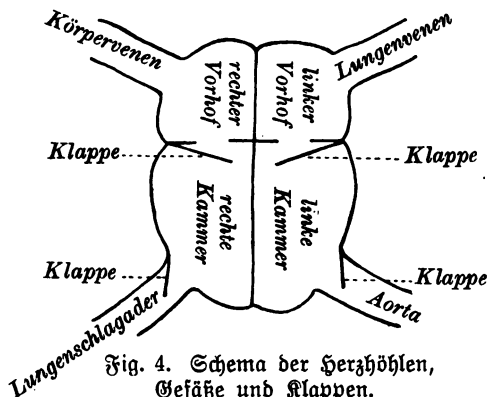 Körpervenen
Lungenvenen
rechter
Vorhof
linker
Vorhof
Klappe
Klappe
rechte
Kammer
linke
Kammer
Klappe
Klappe
Lungenschlagader
Aorta
Fig. 4. Schema der Herzhöhlen,
Gefäße und Klappen.